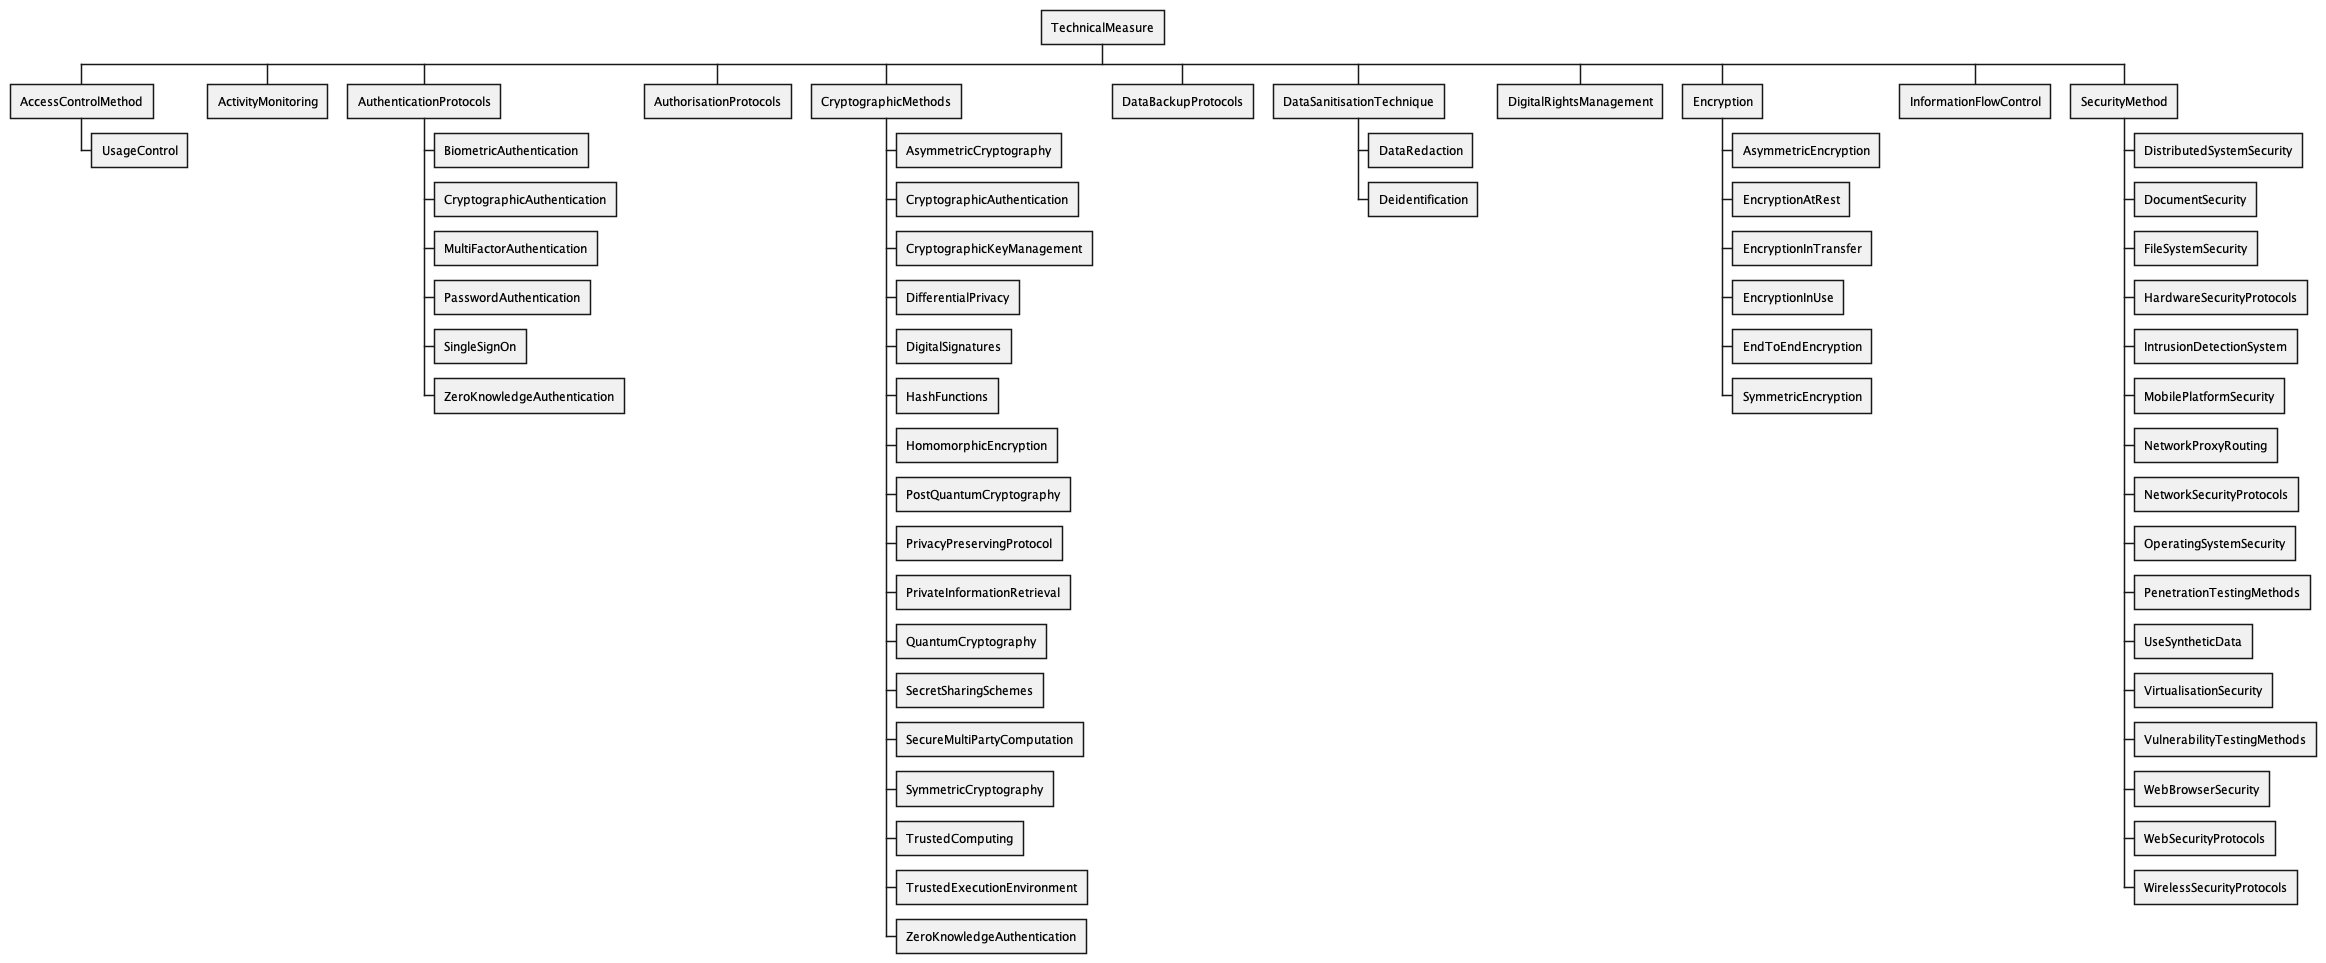 TechnicalMeasure
AccessControlMethod
UsageControl
ActivityMonitoring
AuthenticationProtocols
BiometricAuthentication
CryptographicAuthentication
MultiFactorAuthentication
PasswordAuthentication
SingleSignOn
ZeroKnowledgeAuthentication
AuthorisationProtocols
CryptographicMethods
AsymmetricCryptography
CryptographicAuthentication
CryptographicKeyManagement
DifferentialPrivacy
DigitalSignatures
HashFunctions
HomomorphicEncryption
PostQuantumCryptography
PrivacyPreservingProtocol
PrivateInformationRetrieval
QuantumCryptography
SecretSharingSchemes
SecureMultiPartyComputation
SymmetricCryptography
TrustedComputing
TrustedExecutionEnvironment
ZeroKnowledgeAuthentication
DataBackupProtocols
DataSanitisationTechnique
DataRedaction
Deidentification
DigitalRightsManagement
Encryption
AsymmetricEncryption
EncryptionAtRest
EncryptionInTransfer
EncryptionInUse
EndToEndEncryption
SymmetricEncryption
InformationFlowControl
SecurityMethod
DistributedSystemSecurity
DocumentSecurity
FileSystemSecurity
HardwareSecurityProtocols
IntrusionDetectionSystem
MobilePlatformSecurity
NetworkProxyRouting
NetworkSecurityProtocols
OperatingSystemSecurity
PenetrationTestingMethods
UseSyntheticData
VirtualisationSecurity
VulnerabilityTestingMethods
WebBrowserSecurity
WebSecurityProtocols
WirelessSecurityProtocols